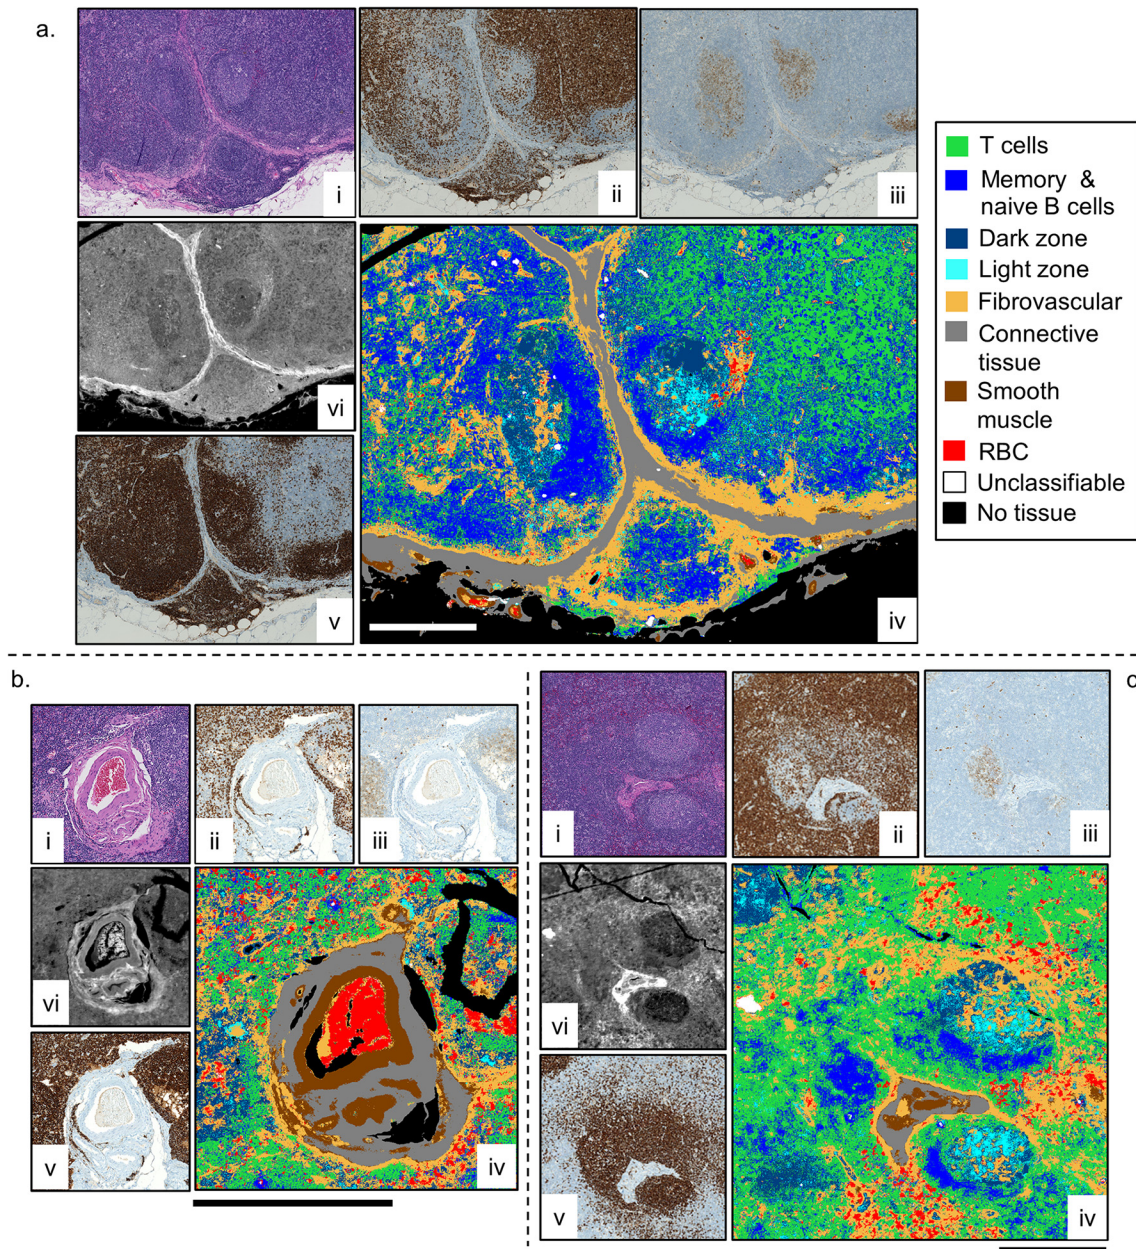 a.
i
ii
iii
T cells
Memory &
naive B cells
Dark zone
Light zone
Fibrovascular
Connective
tissue
Smooth
muscle
RBC
Unclassifiable
No tissue
vi
v
iv
b.
c
i
ii
iii
vi
v
iv
i
ii
iii
vi
v
iv